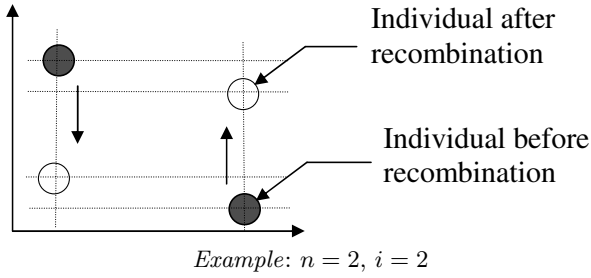 Individual after
recombination
Individual before
recombination
Example: n = 2, i = 2